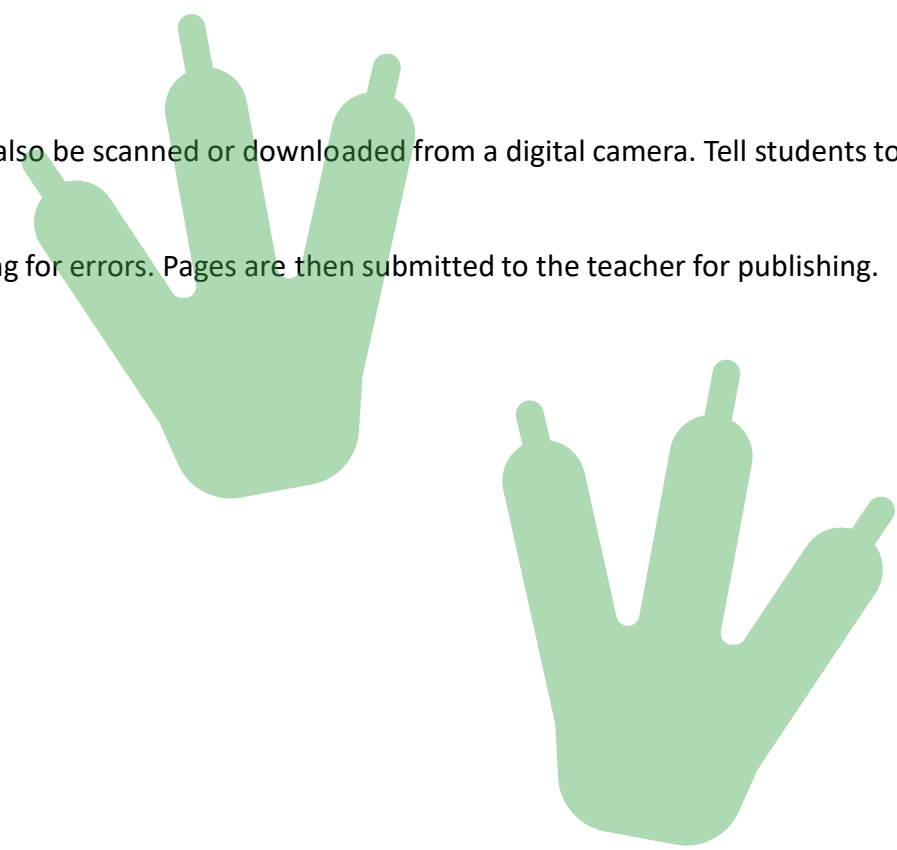 also be scanned or downloaded from a digital camera. Tell students to
g for errors. Pages are then submitted to the teacher for publishing.